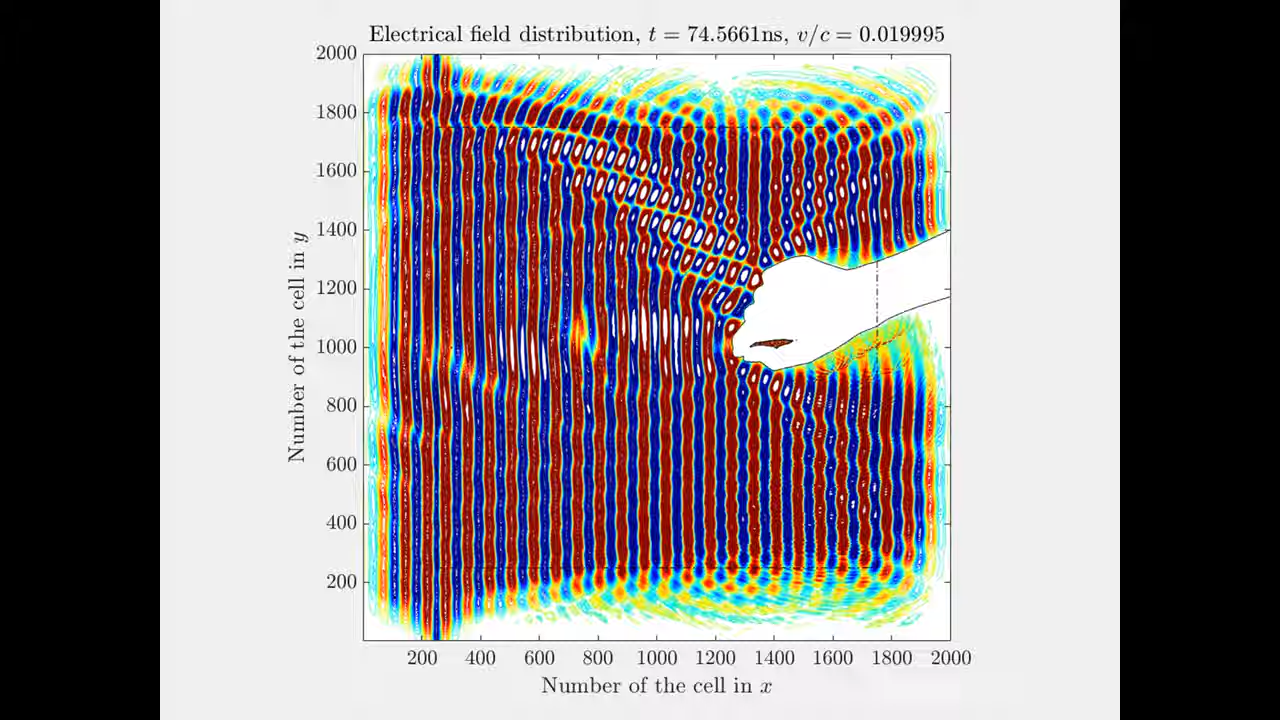 Electrical field distribution, t = 74.5661ns, v/c = 0.019995
2000
1800
1600
1400
1200
1000
800
600
400
200
Number of the cell in y
200 400 600 800 1000 1200 1400 1600 1800 2000
Number of the cell in x